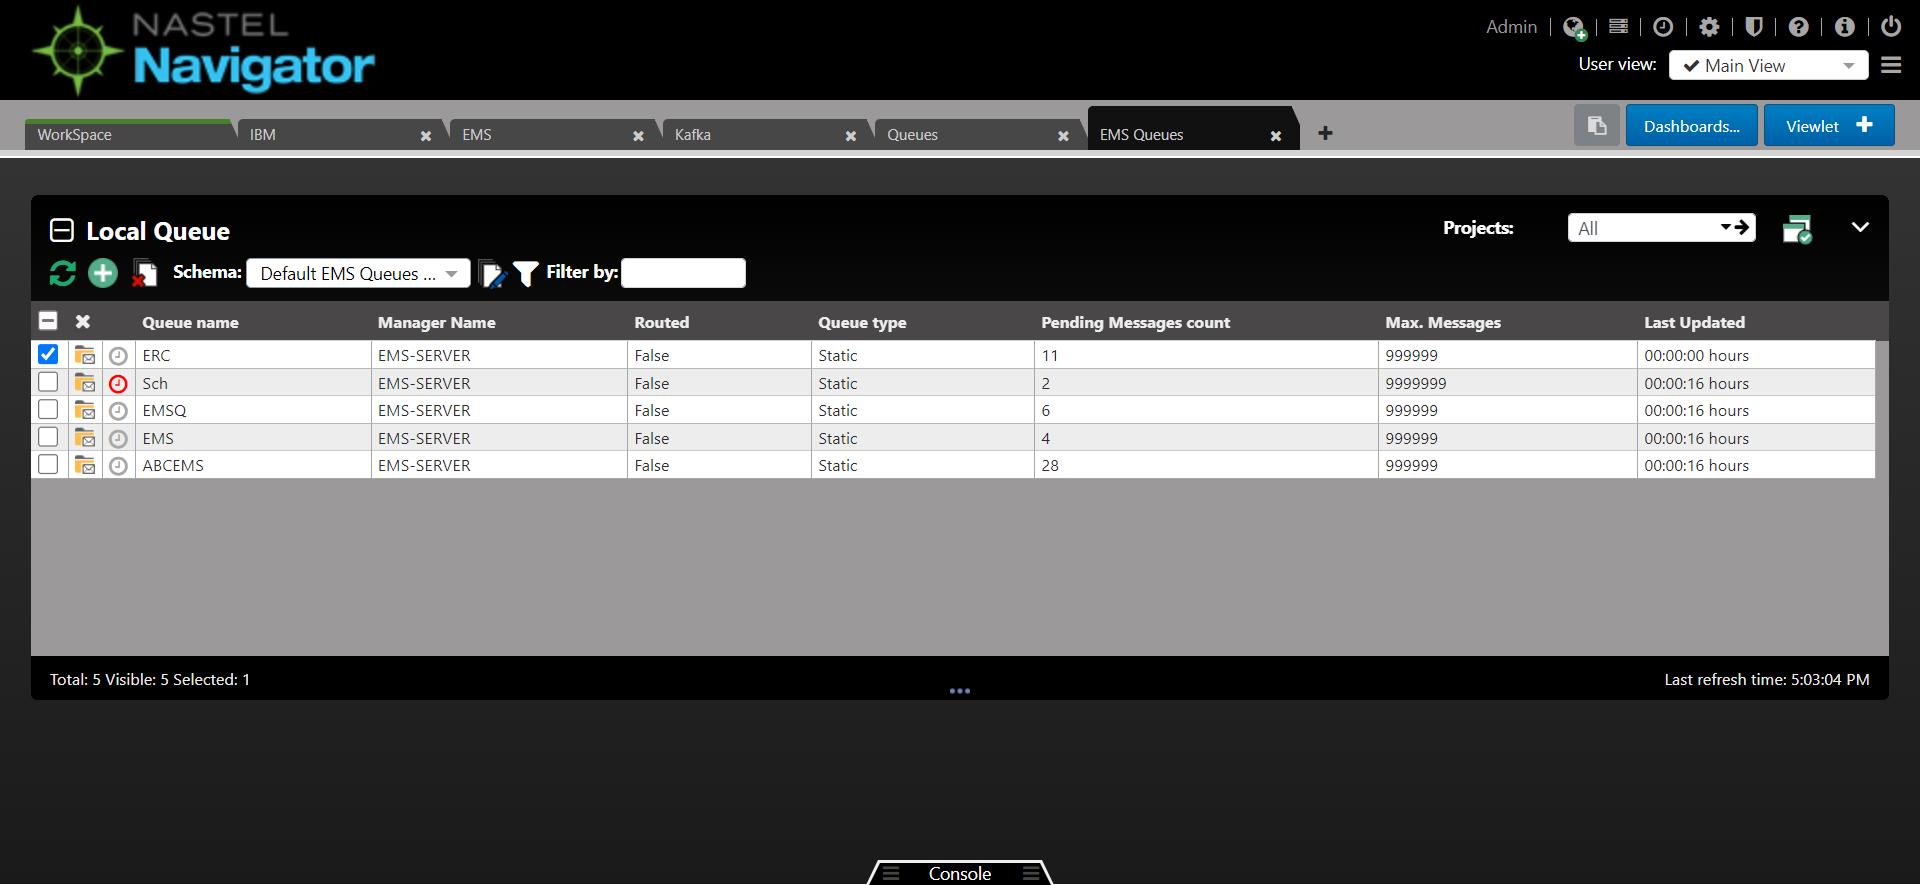 NASTEL
Navigator
Admin
User view: Main View
WorkSpace IBM EMS Kafka Queues EMS Queues Dashboards... Viewlet
Local Queue Projects: All
Schema: Default EMS Queues ... Filter by:
Queue name Manager Name Routed Queue type Pending Messages count Max. Messages Last Updated
ERC EMS-SERVER False Static 11 999999 00:00:00 hours
Sch EMS-SERVER False Static 2 9999999 00:00:16 hours
EMSQ EMS-SERVER False Static 6 999999 00:00:16 hours
EMS EMS-SERVER False Static 4 999999 00:00:16 hours
ABCEMS EMS-SERVER False Static 28 999999 00:00:16 hours
Total: 5 Visible: 5 Selected: 1 Last refresh time: 5:03:04 PM
Console